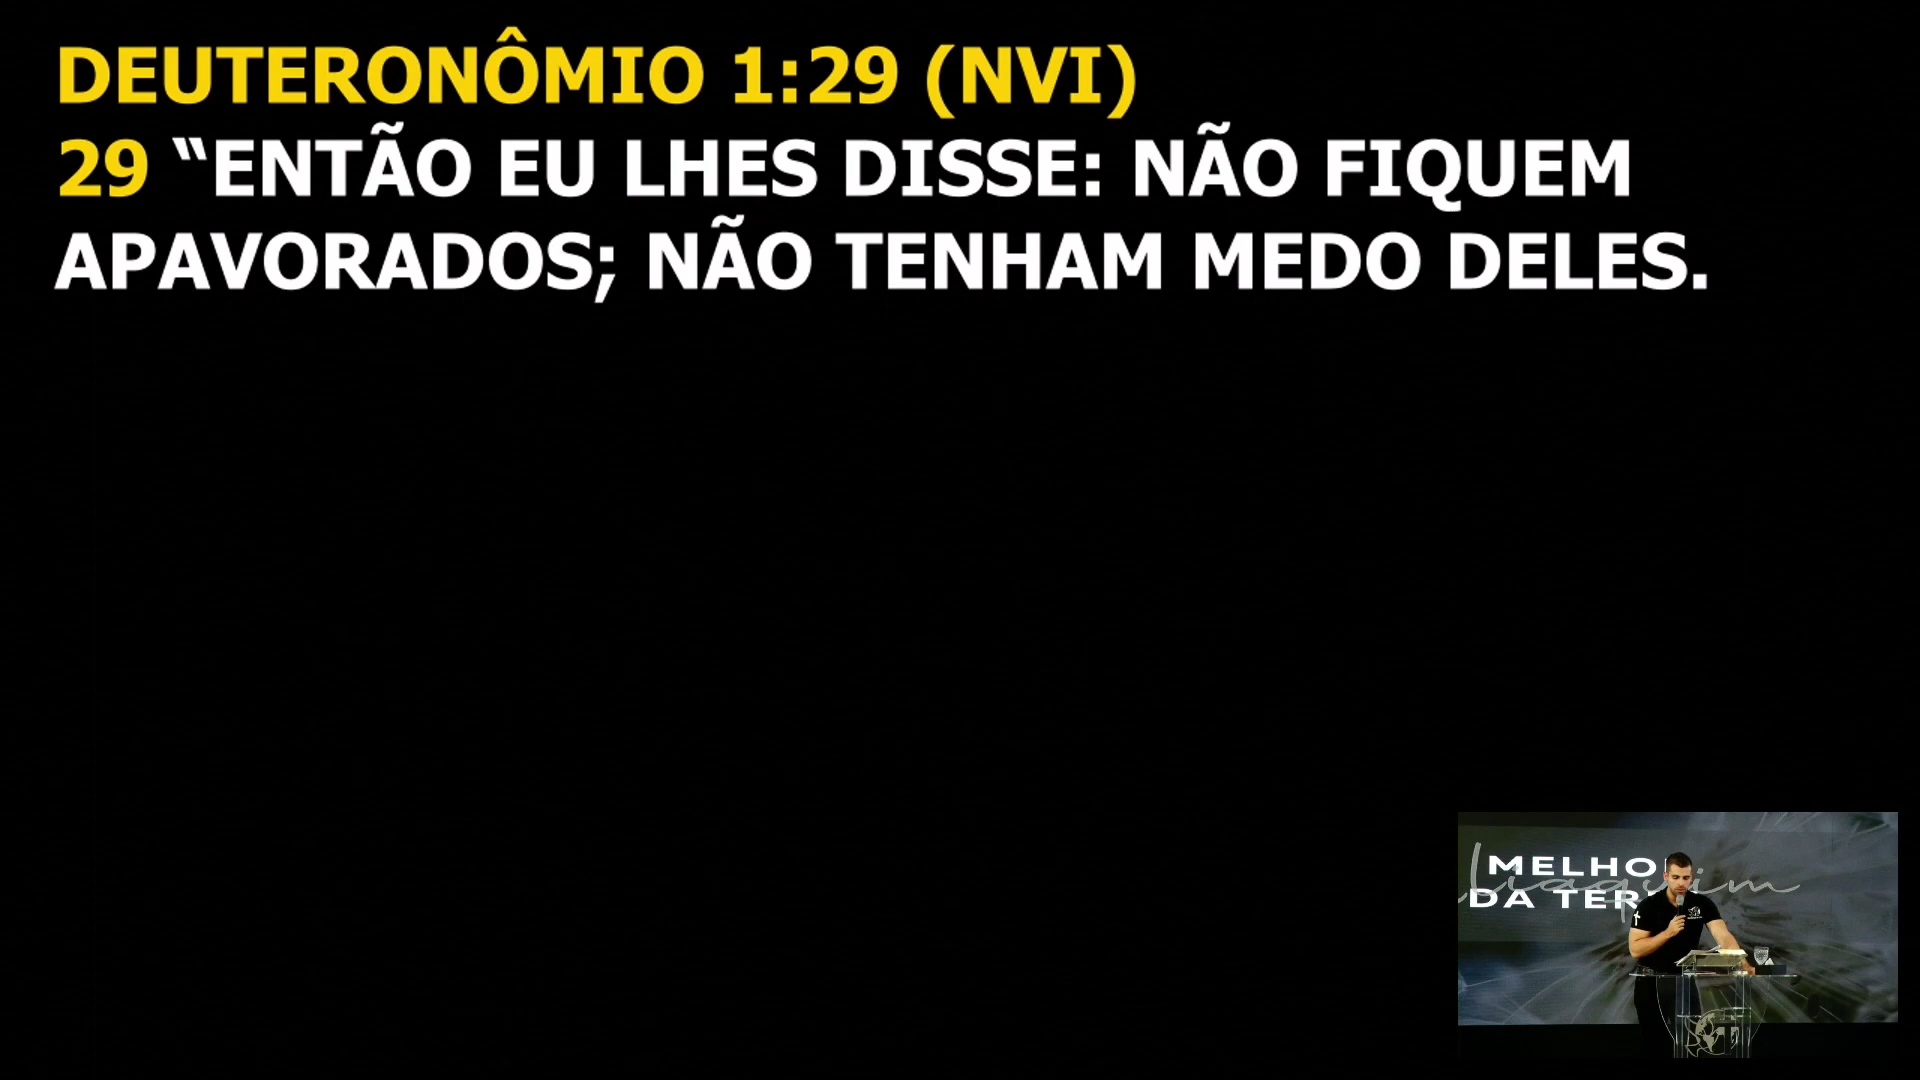 DEUTERONÔMIO 1:29 (NVI)
29 “ENTÃO EU LHES DISSE: NÃO FIQUEM
APAVORADOS; NÃO TENHAM MEDO DELES.
MELHO
DA TER